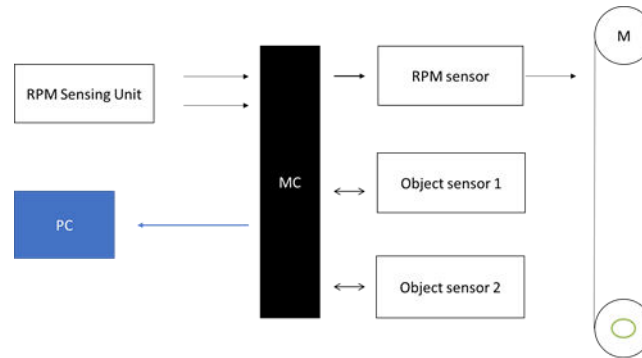 M
RPM sensor
RPM Sensing Unit
MC
Object sensor 1
PC
Object sensor 2